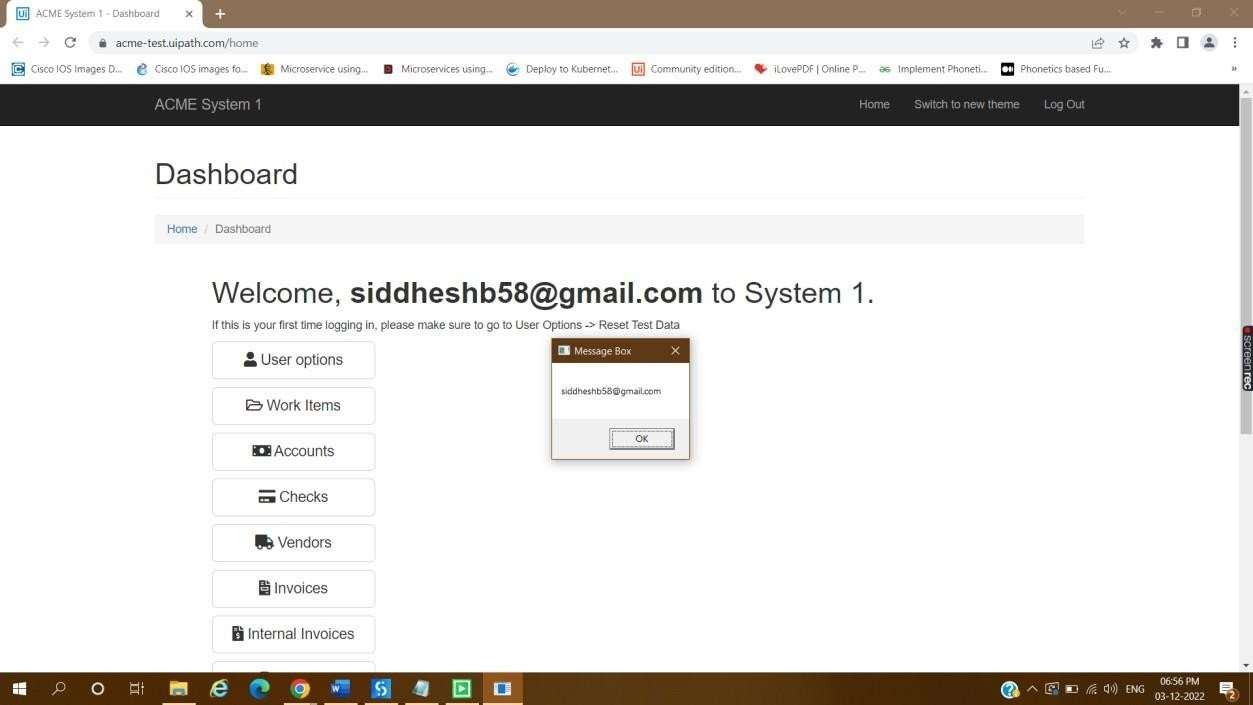 ACME System 1 - Dashboard
acme-test.uipath.com/home
Cisco IOS Images D... Cisco IOS images fo... Microservice using... Microservices using... Deploy to Kubernet... Community edition... iLovePDF | Online P... Implement Phoneti... Phonetics based Fu... »
ACME System 1 Home Switch to new theme Log Out
Dashboard
Home / Dashboard
Welcome, siddheshb58@gmail.com to System 1.
If this is your first time logging in, please make sure to go to User Options -> Reset Test Data
Message Box
siddheshb58@gmail.com
OK
User options
Work Items
Accounts
Checks
Vendors
Invoices
Internal Invoices
screenrec
ENG
06:56 PM
03-12-2022
2